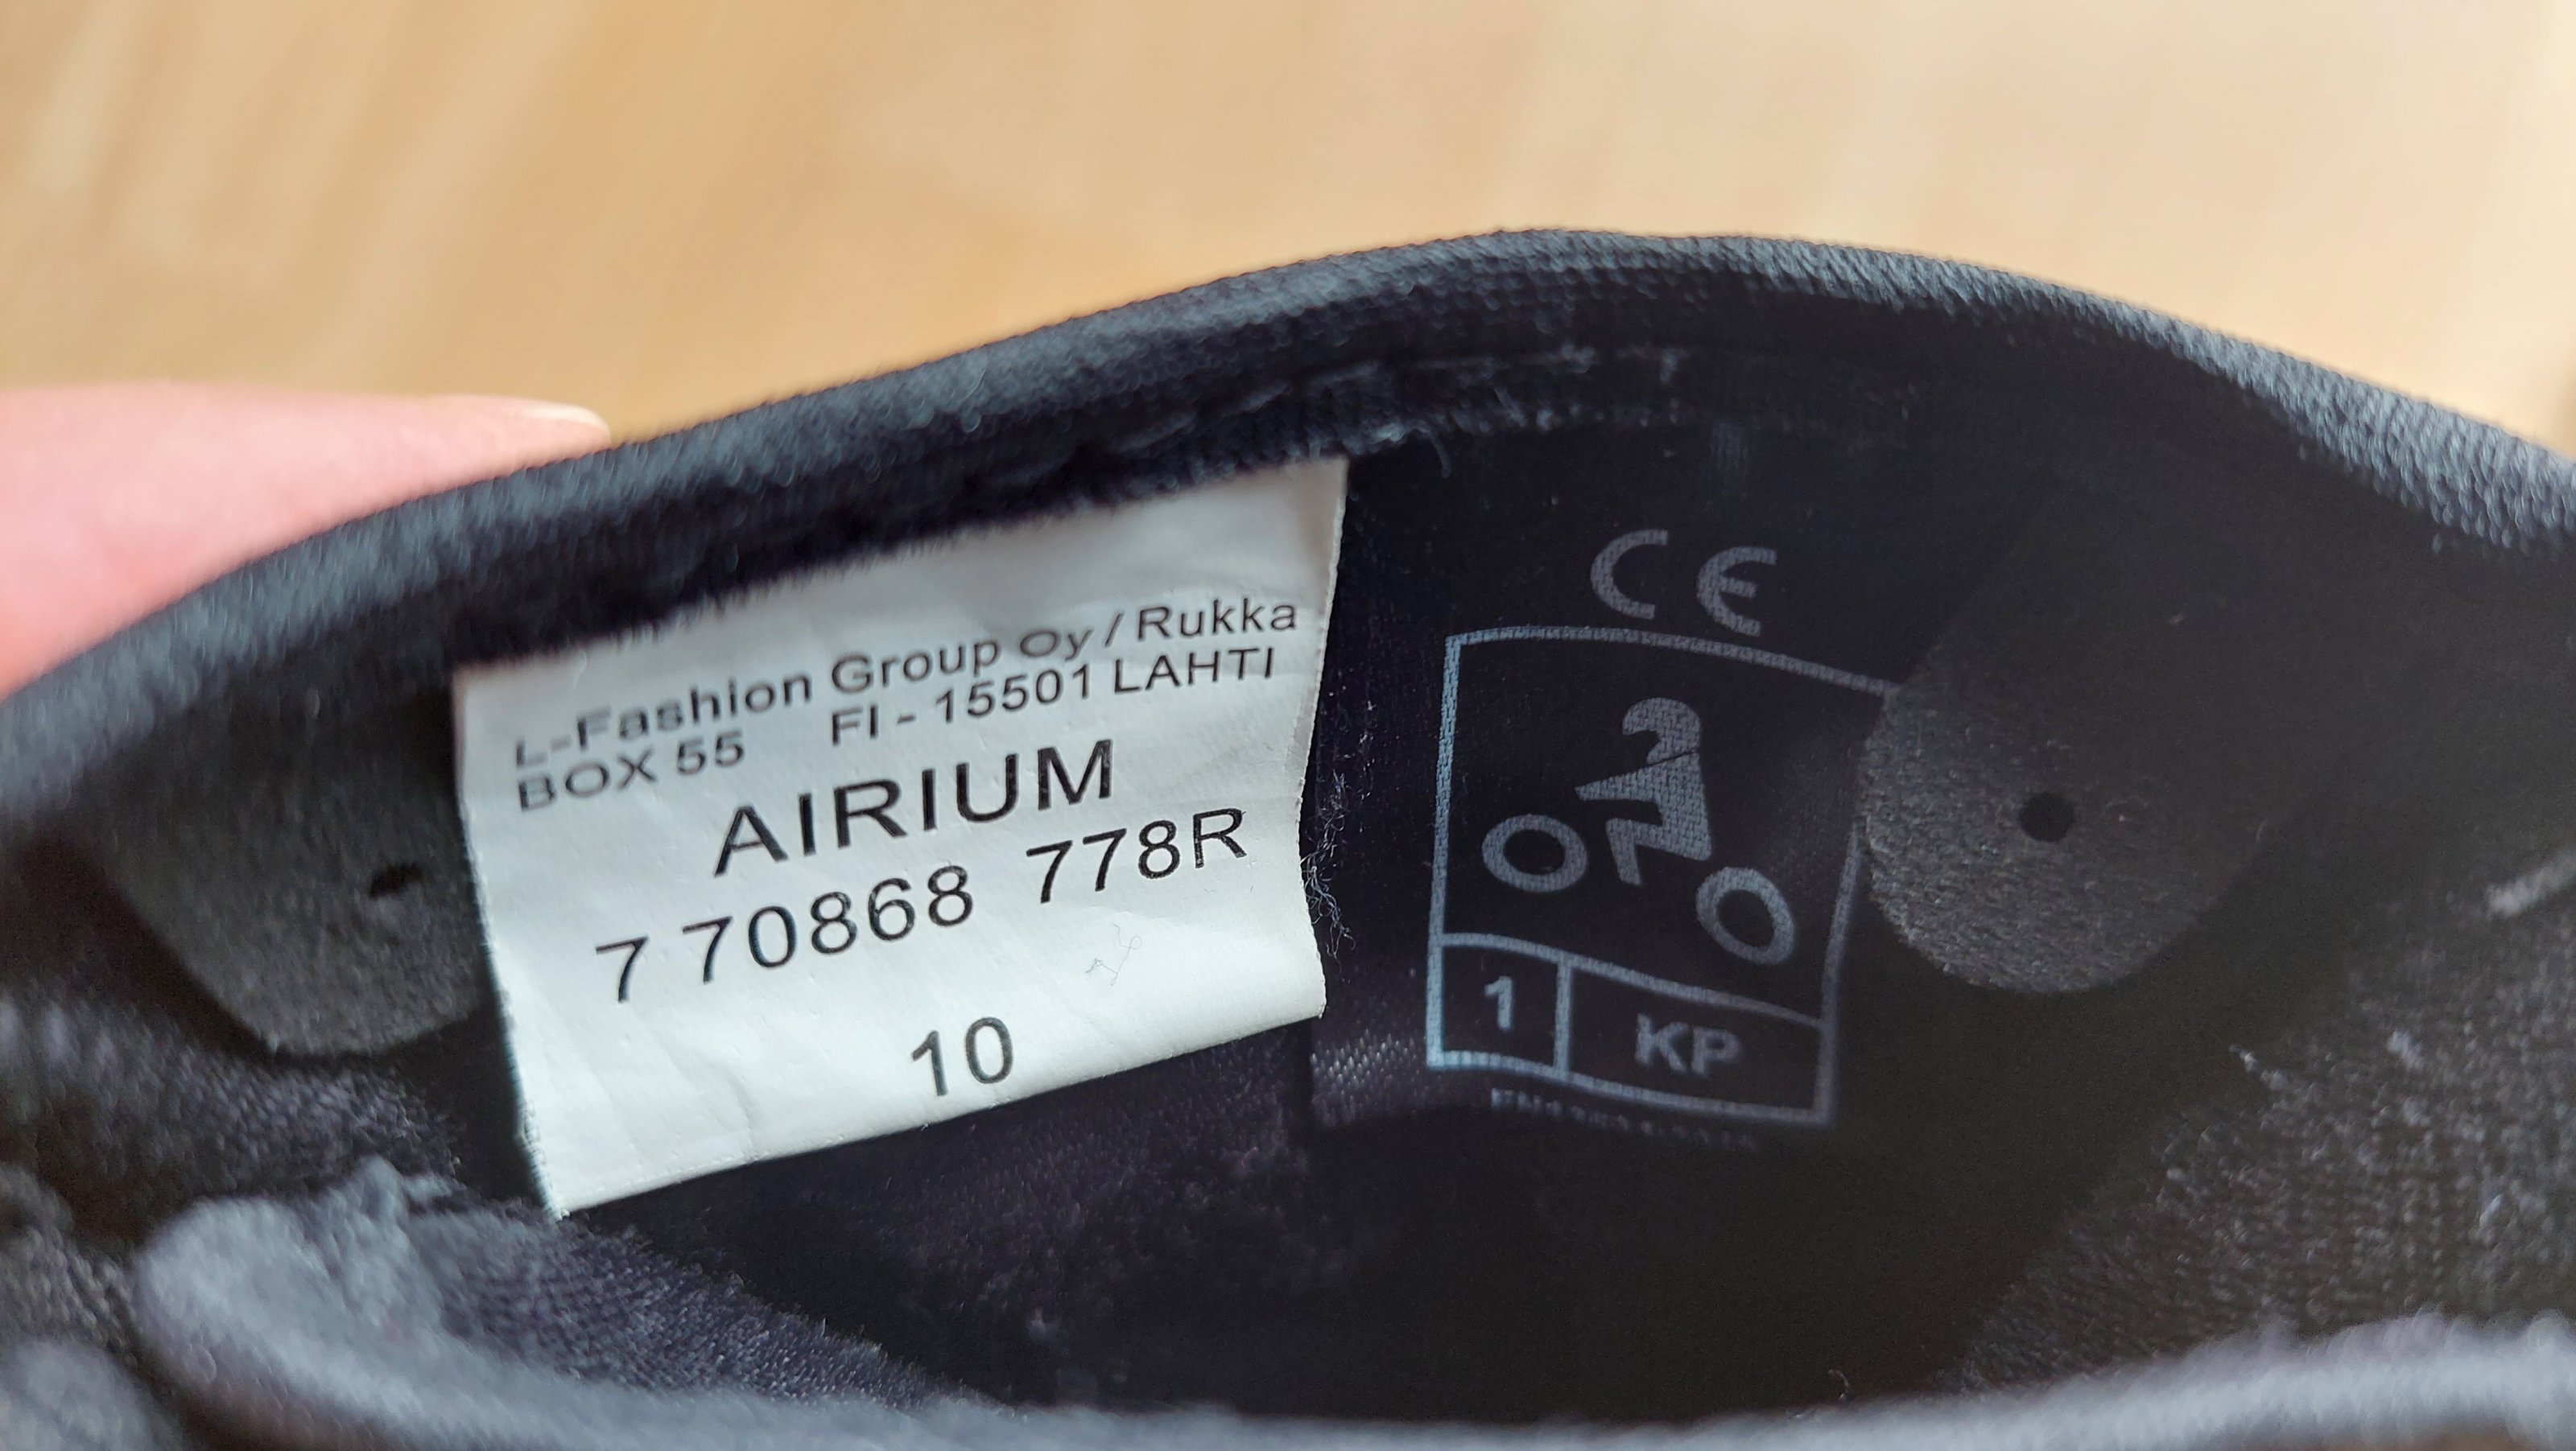 L-Fashion Group Oy / Rukka
BOX 55 FI - 15501 LAHTI
AIRIUM
7 70868 778R
10
CE
1 KP